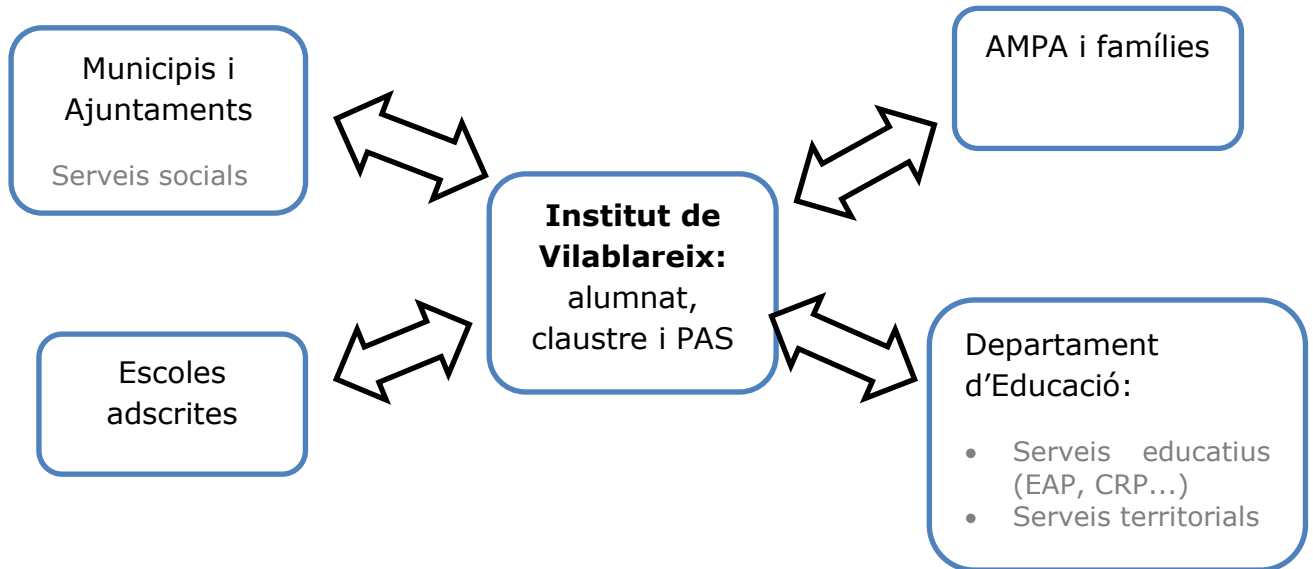 Municipis i
Ajuntaments
Serveis socials
AMPA i famílies
Institut de
Vilablareix:
alumnat,
claustre i PAS
Escoles
adscrites
Departament
d’Educació:
• Serveis educatius
(EAP, CRP...)
• Serveis territorials